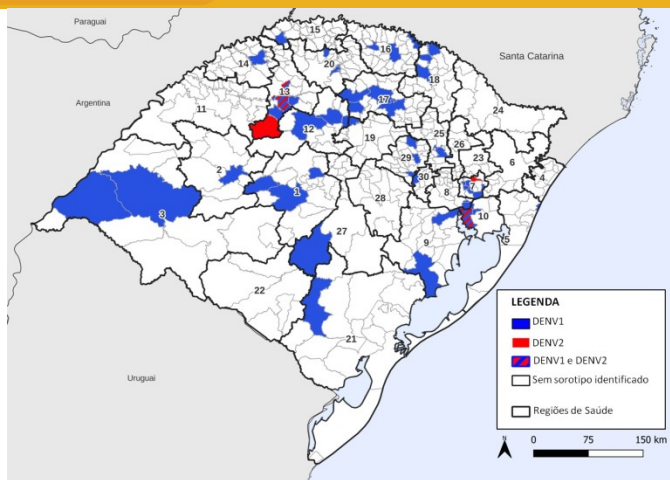 Paraguai
Santa Catarina
Argentina
Uruguai
15
16
14
20
18
13
11
17
24
12
19
25
26
23
6
29
2
4
30
8
7
1
28
3
10
27
5
9
22
21
LEGENDA
DENV1
DENV2
DENV1 e DENV2
Sem sorotipo identificado
Regiões de Saúde
N
0 75 150 km